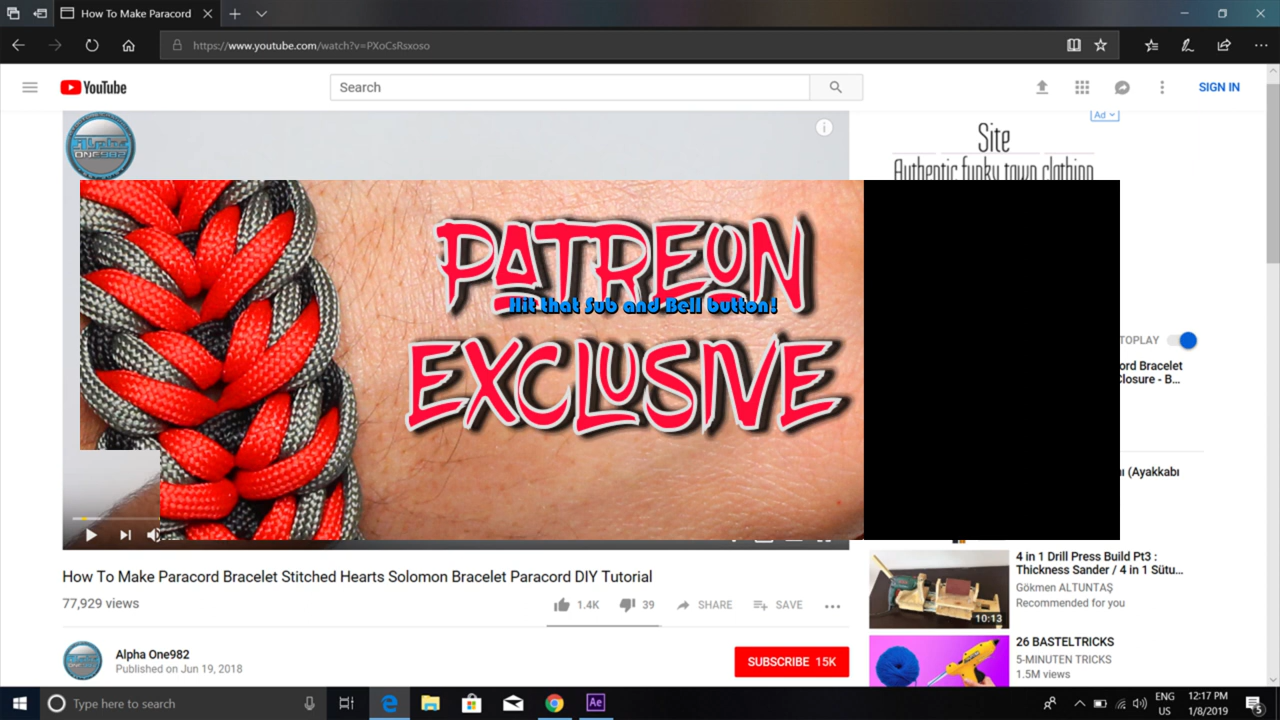 How To Make Paracord
https://www.youtube.com/watch?v=PXoCsRsxoso
YouTube
Search
SIGN IN
Alpha
ONE982
Ad
Site
Authentic funky town clothing
PATREON
Hit that Sub and Bell button!
EXCLUSIVE
TOPLAY
ord Bracelet
Closure - B...
ı (Ayakkabı
How To Make Paracord Bracelet Stitched Hearts Solomon Bracelet Paracord DIY Tutorial
77,929 views
1.4K
39
SHARE
SAVE
Alpha One982
Published on Jun 19, 2018
SUBSCRIBE 15K
4 in 1 Drill Press Build Pt3 :
Thickness Sander / 4 in 1 Sütu...
Gökmen ALTUNTAŞ
Recommended for you
10:13
26 BASTELTRICKS
5-MINUTEN TRICKS
1.5M views
Type here to search
Ae
ENG
US
12:17 PM
1/8/2019
5